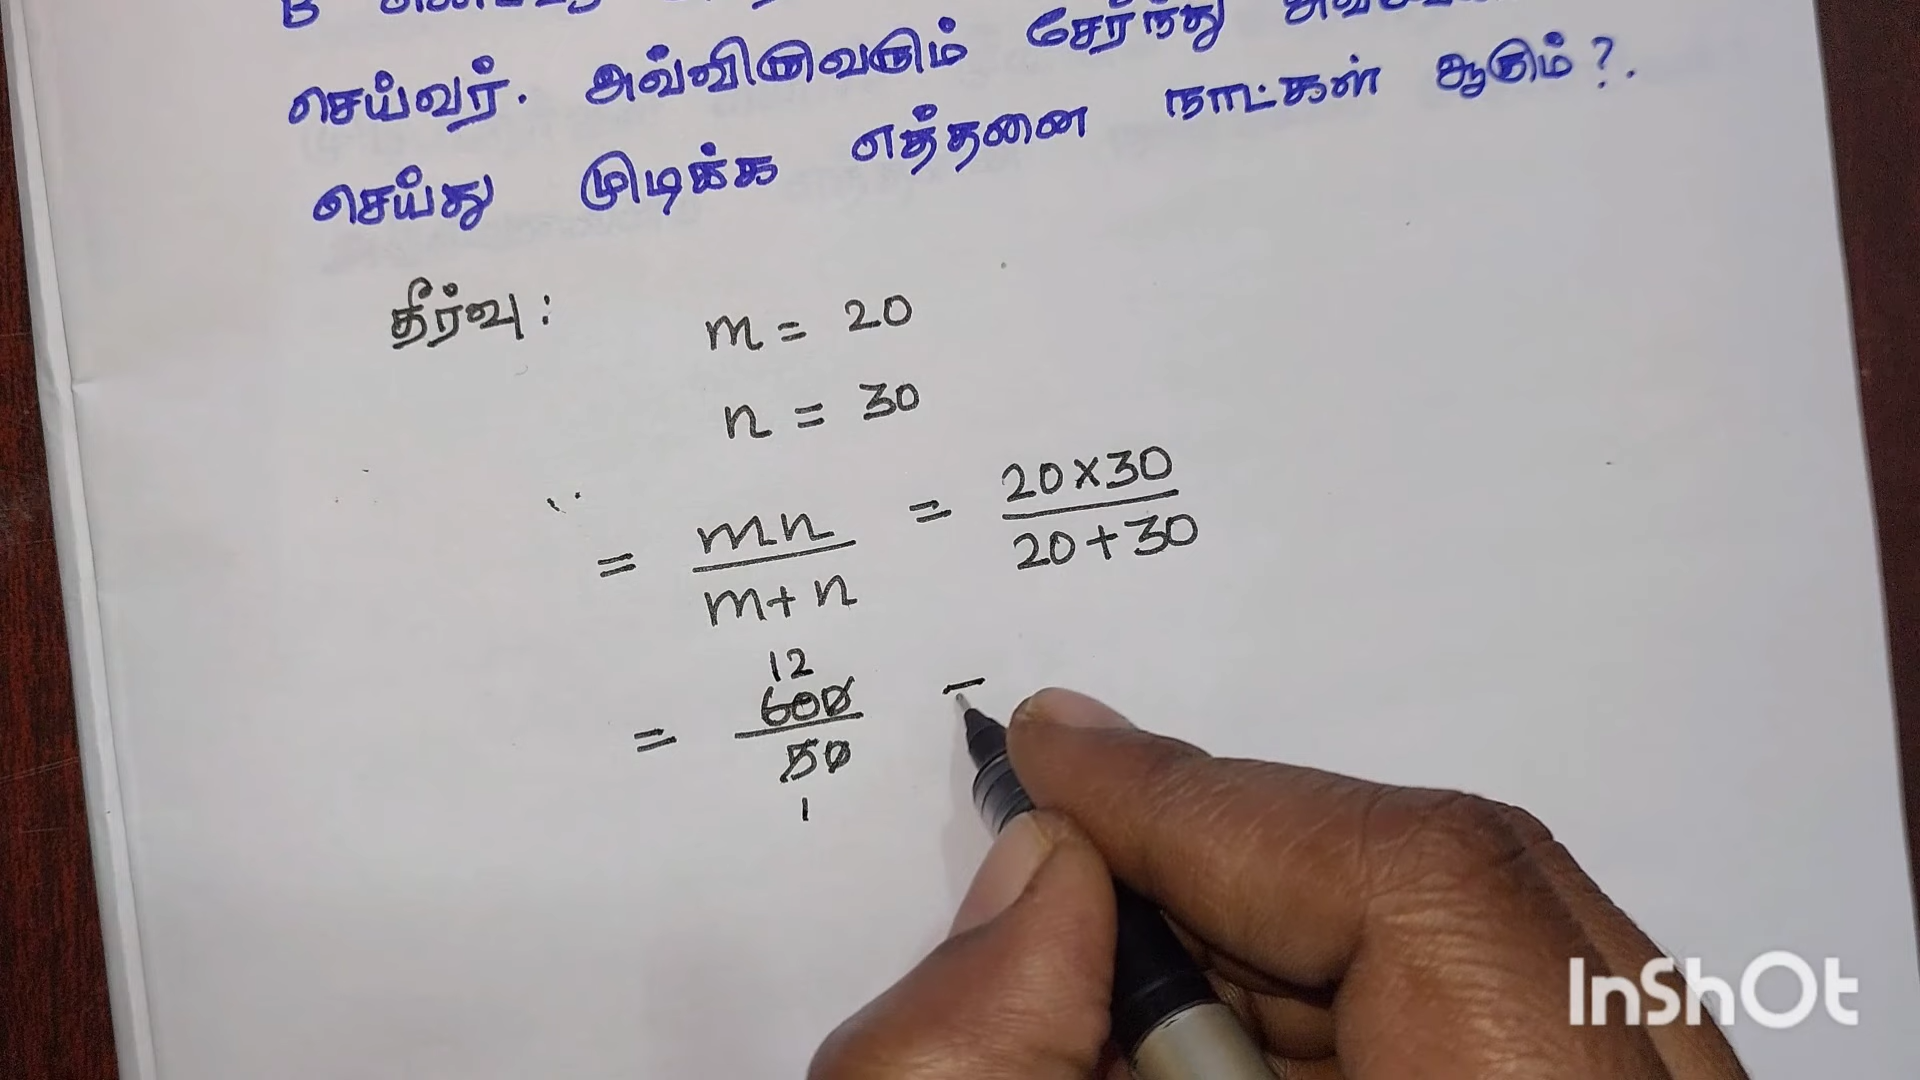 B
செய்வர். அவ்விருவரும் சேர்ந்து
செய்து முடிக்க எத்தனை நாட்கள் ஆகும்?.
தீர்வு : m = 20
n = 30
= mn / m+n = 20×30 / 20+30
12
= 600 / 50
1
InShOt